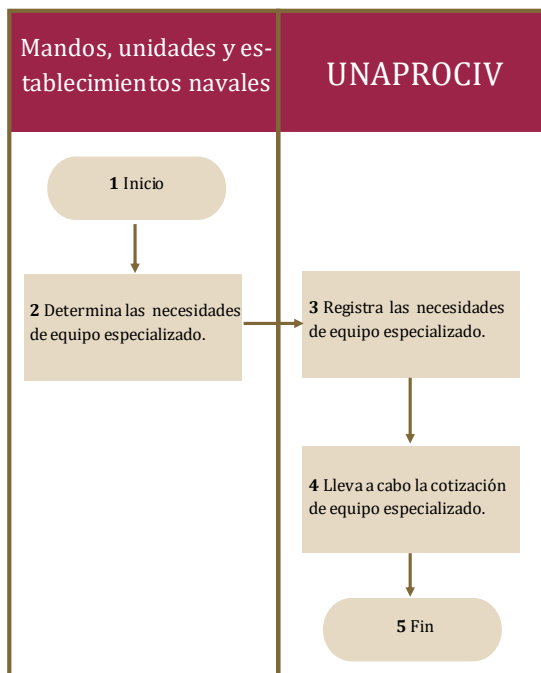 Mandos, unidades y es-
tablecimientos navales
UNAPROCIV
1 Inicio
2 Determina las necesidades
de equipo especializado.
3 Registra las necesidades
de equipo especializado.
4 Lleva a cabo la cotización
de equipo especializado.
5 Fin